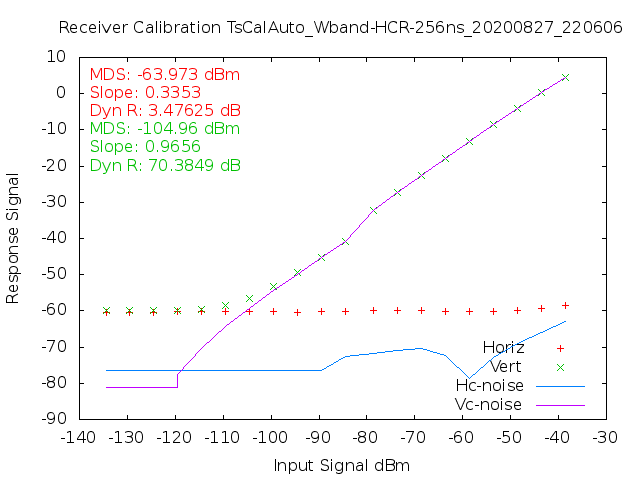 Receiver Calibration TsCalAuto_Wband-HCR-256ns_20200827_220606
10
0
-10
-20
-30
-40
-50
-60
-70
-80
-90
MDS: -63.973 dBm
Slope: 0.3353
Dyn R: 3.47625 dB
MDS: -104.96 dBm
Slope: 0.9656
Dyn R: 70.3849 dB
Response Signal
Horiz
Vert
Hc-noise
Vc-noise
-140 -130 -120 -110 -100 -90 -80 -70 -60 -50 -40 -30
Input Signal dBm